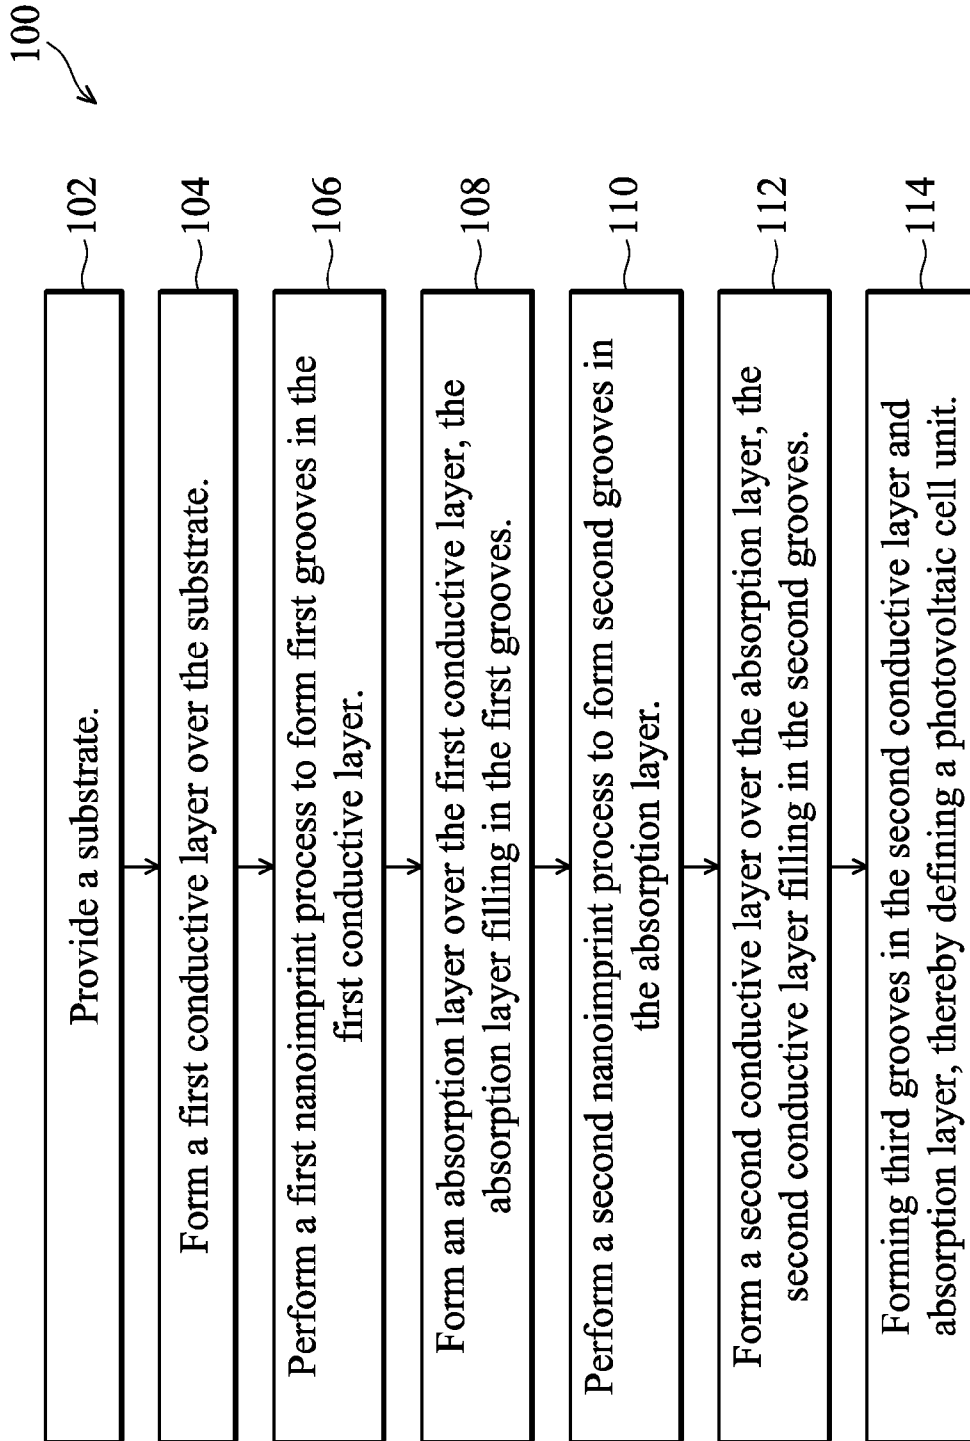 100
Provide a substrate.
102
Form a first conductive layer over the substrate.
104
Perform a first nanoimprint process to form first grooves in the
first conductive layer.
106
Form an absorption layer over the first conductive layer, the
absorption layer filling in the first grooves.
108
Perform a second nanoimprint process to form second grooves in
the absorption layer.
110
Form a second conductive layer over the absorption layer, the
second conductive layer filling in the second grooves.
112
Forming third grooves in the second conductive layer and
absorption layer, thereby defining a photovoltaic cell unit.
114